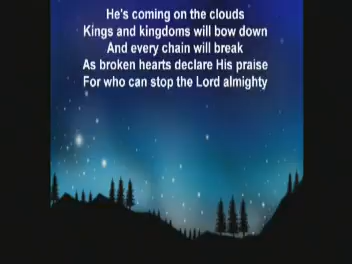 He's coming on the clouds
Kings and kingdoms will bow down
And every chain will break
As broken hearts declare His praise
For who can stop the Lord almighty